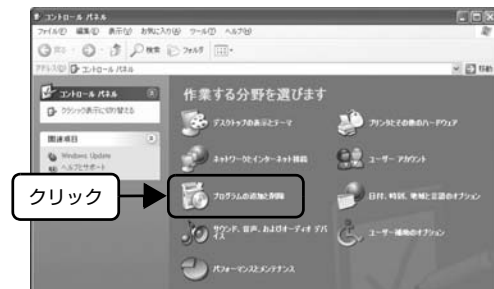 コントロール パネル
ファイル(F) 編集(E) 表示(V) お気に入り(A) ツール(T) ヘルプ(H)
戻る 検索 フォルダ
アドレス(D) コントロール パネル 移動
コントロール パネル
クラシック表示に切り替える
関連項目
Windows Update
ヘルプとサポート
作業する分野を選びます
デスクトップの表示とテーマ
プリンタとその他のハードウェア
ネットワークとインターネット接続
ユーザー アカウント
クリック
プログラムの追加と削除
日付、時刻、地域と言語のオプション
サウンド、音声、およびオーディオ デバイス
ユーザー補助のオプション
パフォーマンスとメンテナンス